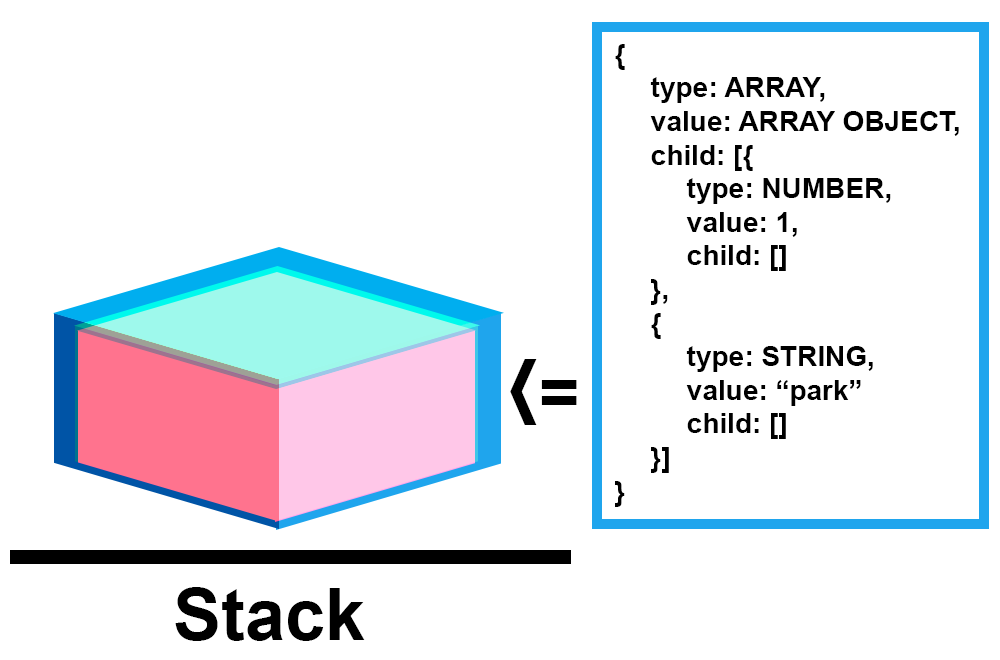 {
type: ARRAY,
value: ARRAY OBJECT,
child: [{
type: NUMBER,
value: 1,
child: []
},
{
type: STRING,
value: “park”
child: []
}]
}
⟨=
Stack